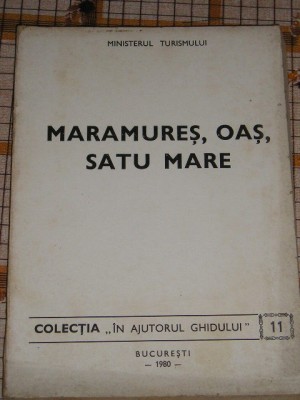 MINISTERUL TURISMULUI
MARAMUREȘ, OAȘ,
SATU MARE
COLECȚIA „ÎN AJUTORUL GHIDULUI" 11
BUCUREȘTI
— 1980 —